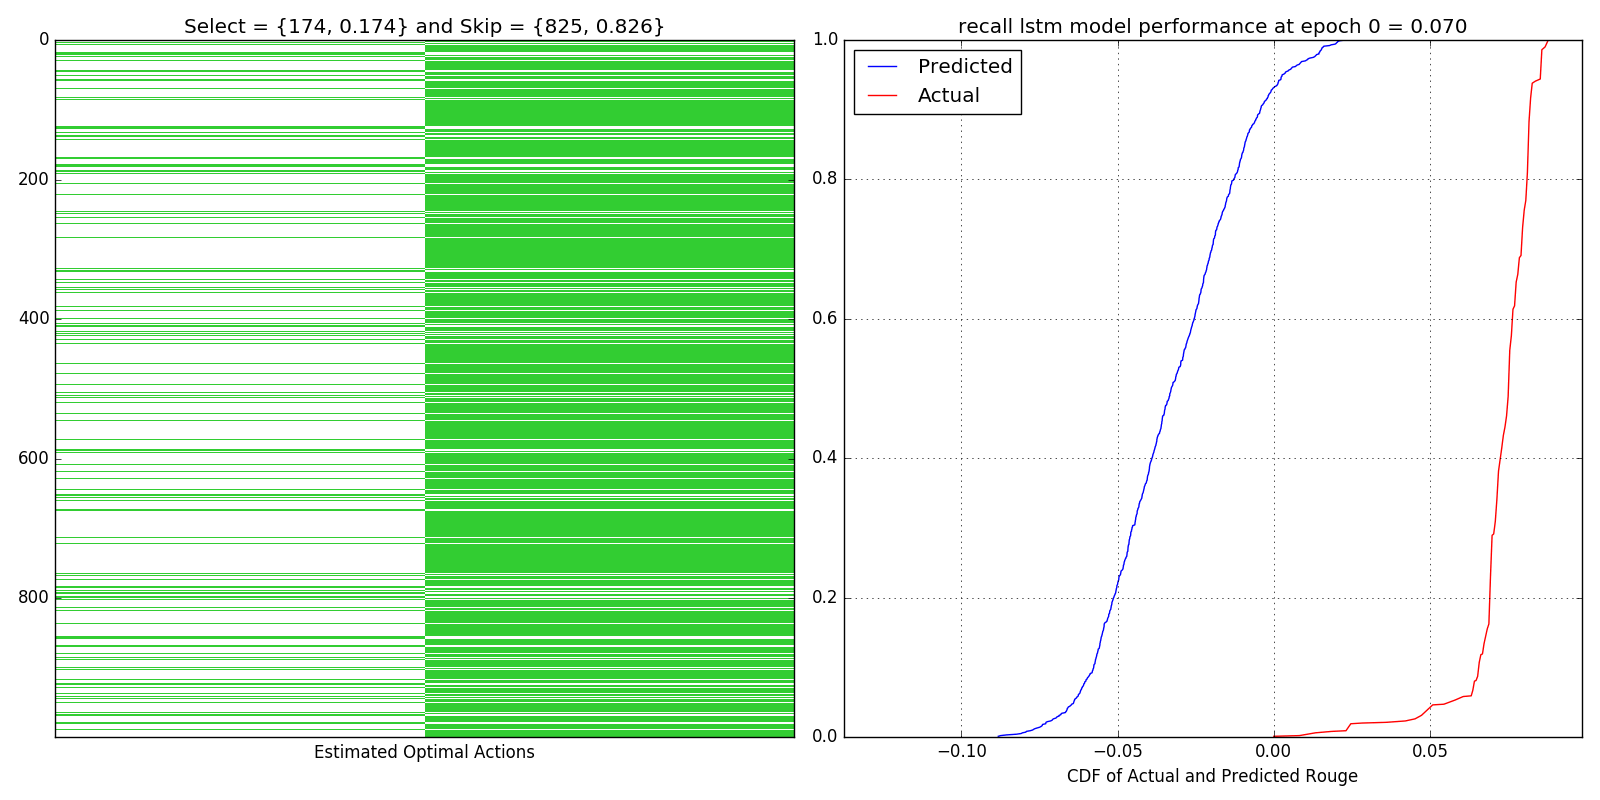 Select = {174, 0.174} and Skip = {825, 0.826}
0
200
400
600
800
Estimated Optimal Actions
recall lstm model performance at epoch 0 = 0.070
Predicted
Actual
1.0
0.8
0.6
0.4
0.2
0.0
−0.10 −0.05 0.00 0.05
CDF of Actual and Predicted Rouge